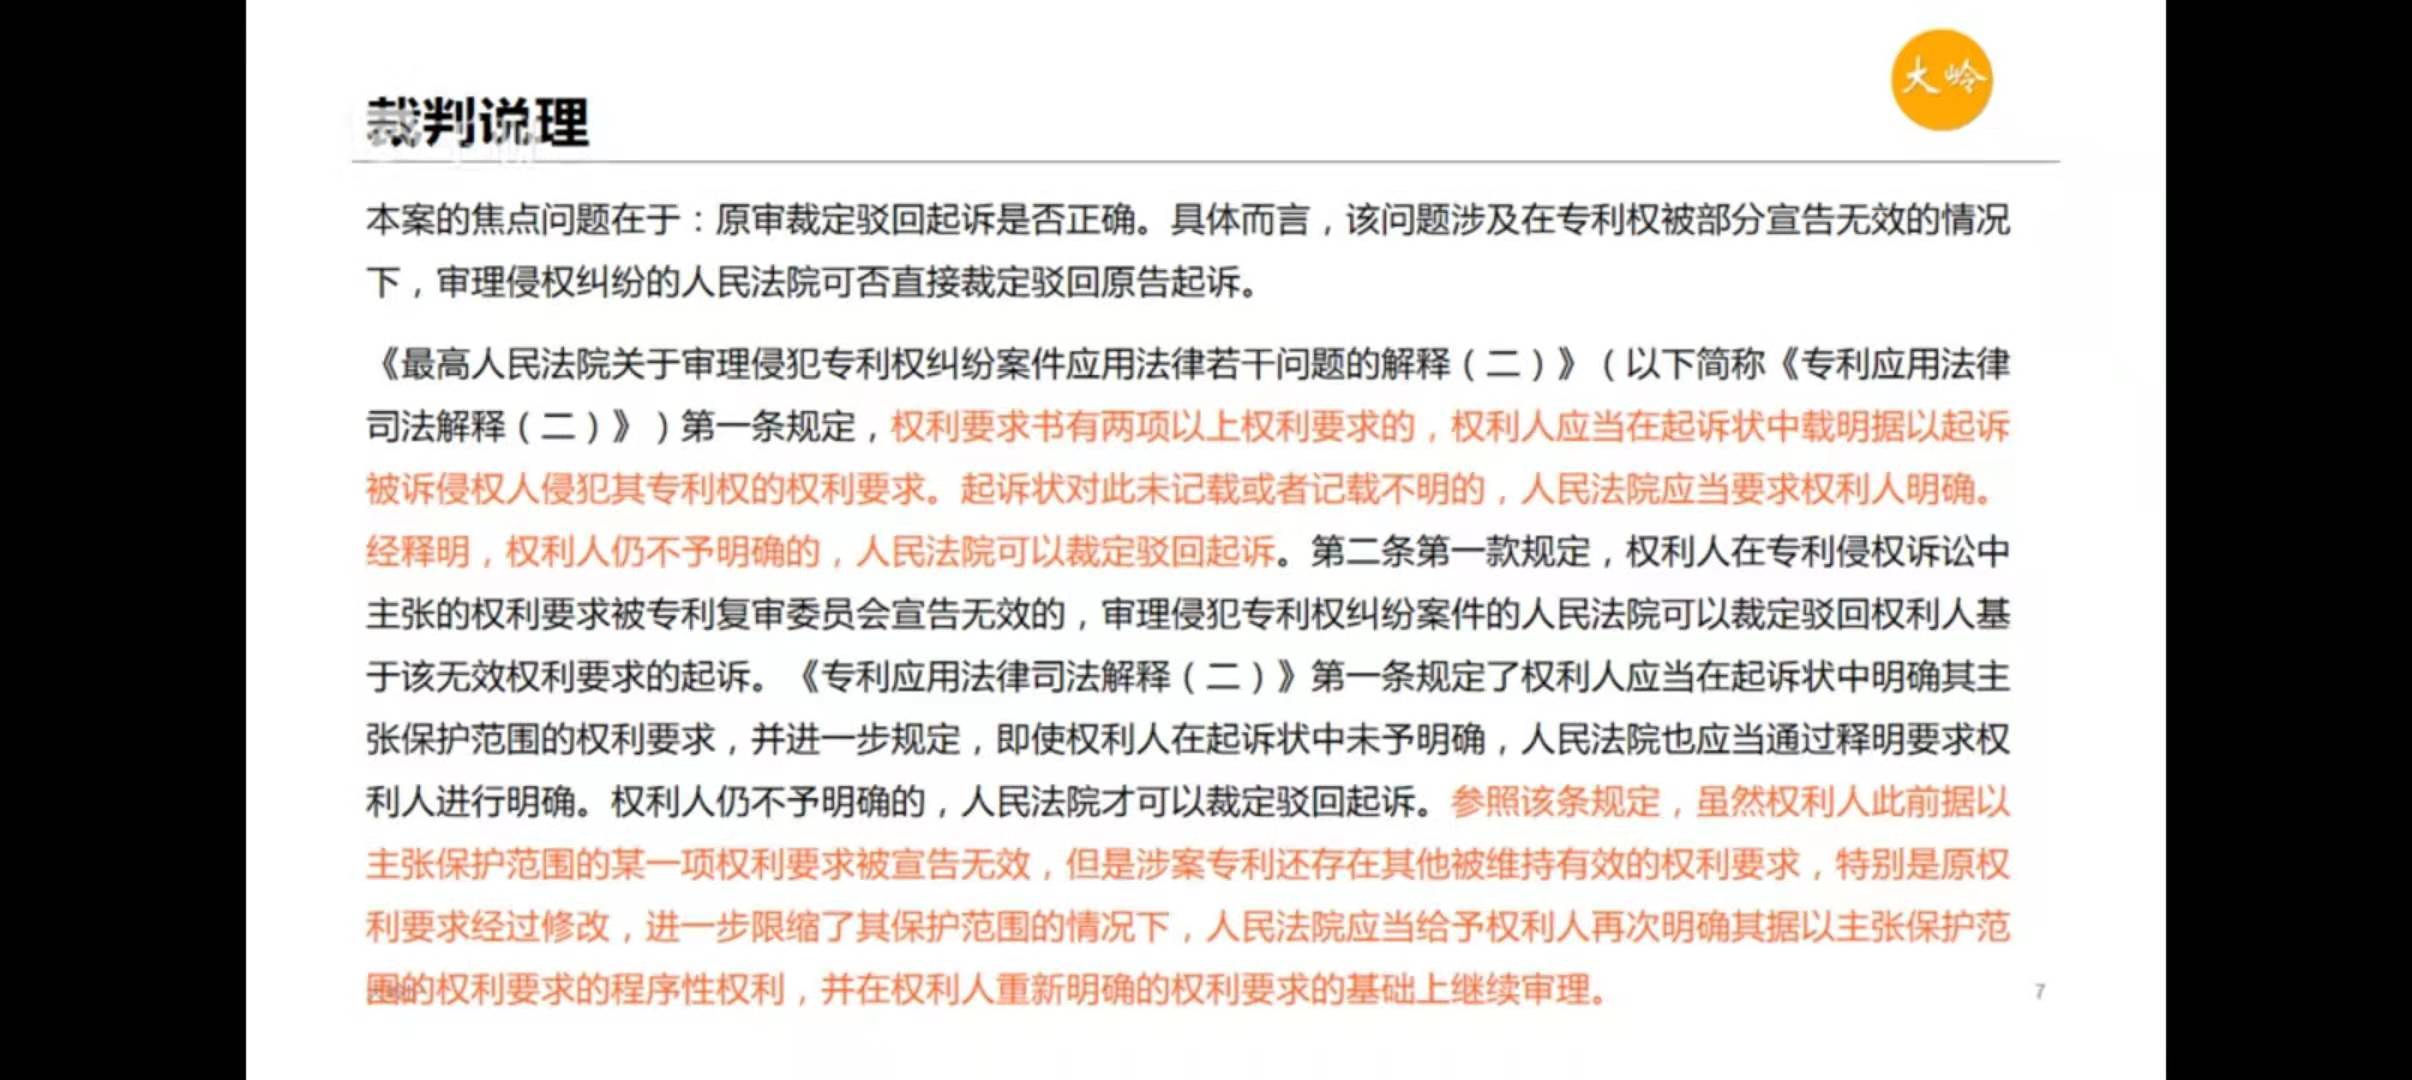 大岭
裁判说理
本案的焦点问题在于：原审裁定驳回起诉是否正确。具体而言，该问题涉及在专利权被部分宣告无效的情况
下，审理侵权纠纷的人民法院可否直接裁定驳回原告起诉。
《最高人民法院关于审理侵犯专利权纠纷案件应用法律若干问题的解释（二）》（以下简称《专利应用法律
司法解释（二）》）第一条规定，权利要求书有两项以上权利要求的，权利人应当在起诉状中载明据以起诉
被诉侵权人侵犯其专利权的权利要求。起诉状对此未记载或者记载不明的，人民法院应当要求权利人明确。
经释明，权利人仍不予明确的，人民法院可以裁定驳回起诉。第二条第一款规定，权利人在专利侵权诉讼中
主张的权利要求被专利复审委员会宣告无效的，审理侵犯专利权纠纷案件的人民法院可以裁定驳回权利人基
于该无效权利要求的起诉。《专利应用法律司法解释（二）》第一条规定了权利人应当在起诉状中明确其主
张保护范围的权利要求，并进一步规定，即使权利人在起诉状中未予明确，人民法院也应当通过释明要求权
利人进行明确。权利人仍不予明确的，人民法院才可以裁定驳回起诉。参照该条规定，虽然权利人此前据以
主张保护范围的某一项权利要求被宣告无效，但是涉案专利还存在其他被维持有效的权利要求，特别是原权
利要求经过修改，进一步限缩了其保护范围的情况下，人民法院应当给予权利人再次明确其据以主张保护范
围的权利要求的程序性权利，并在权利人重新明确的权利要求的基础上继续审理。
7